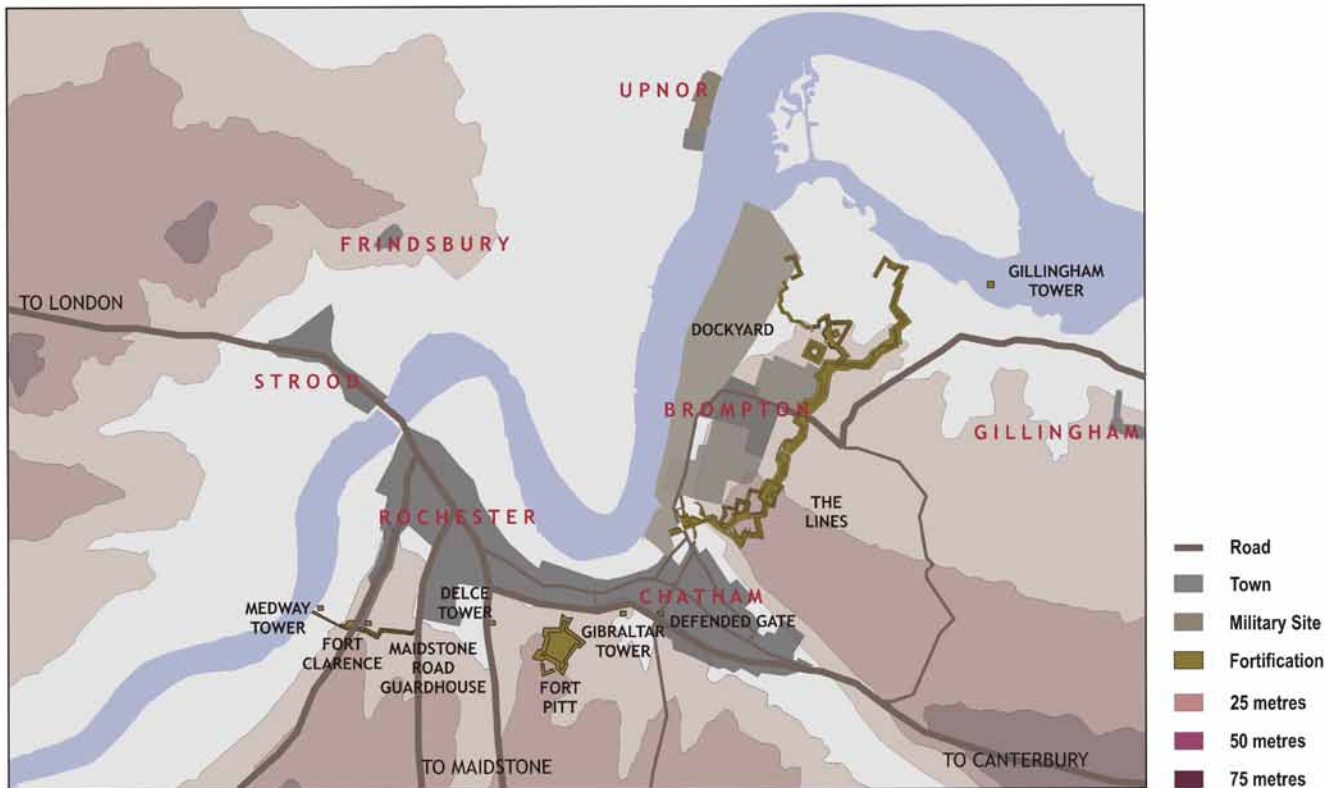 UPNOR
FRINDSBURY
TO LONDON
GILLINGHAM
TOWER
DOCKYARD
STROOD
BROMPTON
GILLINGHAM
THE
LINES
ROCHESTER
DELCE
TOWER
CHATHAM
MEDWAY
TOWER
FORT
CLARENCE
MAIDSTONE
ROAD
GUARDHOUSE
GIBRALTAR
TOWER
DEFENDED GATE
FORT
PITT
TO MAIDSTONE
TO CANTERBURY
Road
Town
Military Site
Fortification
25 metres
50 metres
75 metres